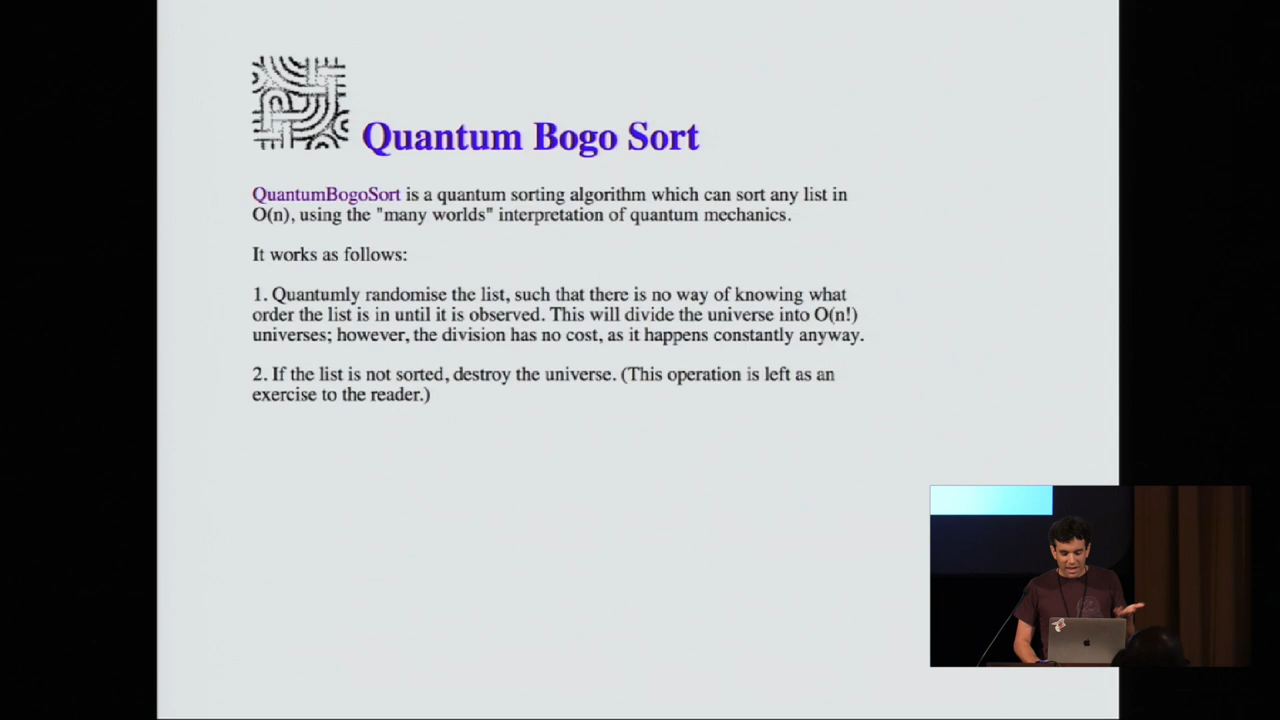 Quantum Bogo Sort
QuantumBogoSort is a quantum sorting algorithm which can sort any list in
O(n), using the "many worlds" interpretation of quantum mechanics.
It works as follows:
1. Quantumly randomise the list, such that there is no way of knowing what
order the list is in until it is observed. This will divide the universe into O(n!)
universes; however, the division has no cost, as it happens constantly anyway.
2. If the list is not sorted, destroy the universe. (This operation is left as an
exercise to the reader.)